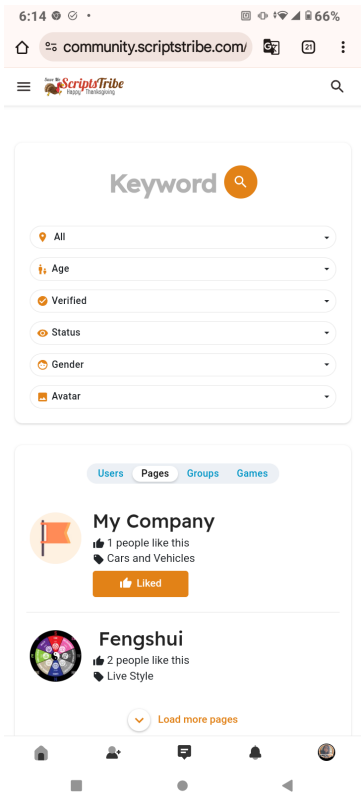 6:14
66%
community.scriptstribe.com/
21
ScriptsTribe
Happy Thanksgiving
Keyword
All
Age
Verified
Status
Gender
Avatar
Users Pages Groups Games
My Company
1 people like this
Cars and Vehicles
Liked
Fengshui
2 people like this
Live Style
Load more pages